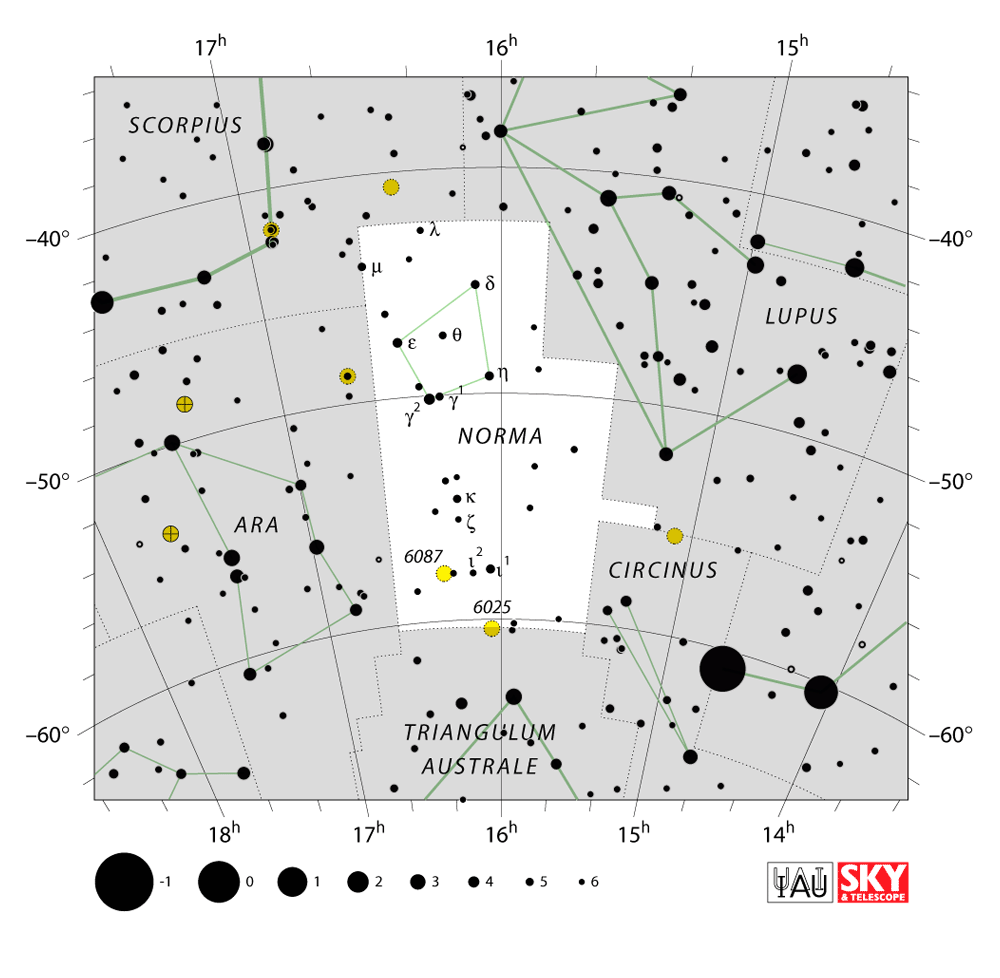 17h 16h 15h
SCORPIUS
–40° –40°
λ
μ
δ
LUPUS
ε θ
η
γ2 γ1
NORMA
–50° –50°
κ
ARA ζ
6087 ι2 ι1 CIRCINUS
6025
–60° TRIANGULUM –60°
AUSTRALE
18h 17h 16h 15h 14h
-1 0 1 2 3 4 5 6
IAU
SKY
& TELESCOPE